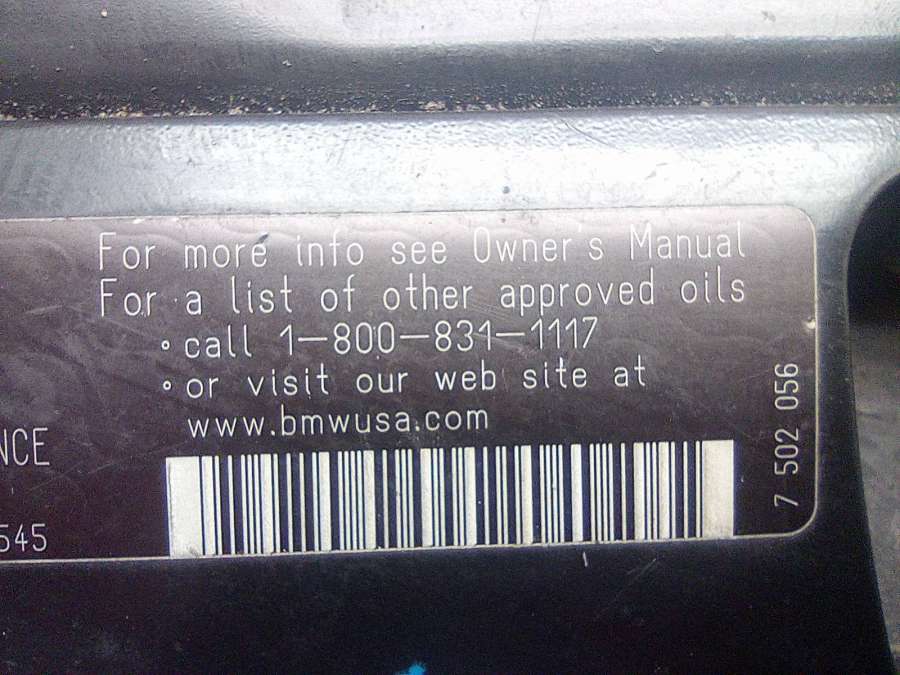 For more info see Owner's Manual
For a list of other approved oils
• call 1-800-831-1117
• or visit our web site at
www.bmwusa.com
NCE
545
7 502 056